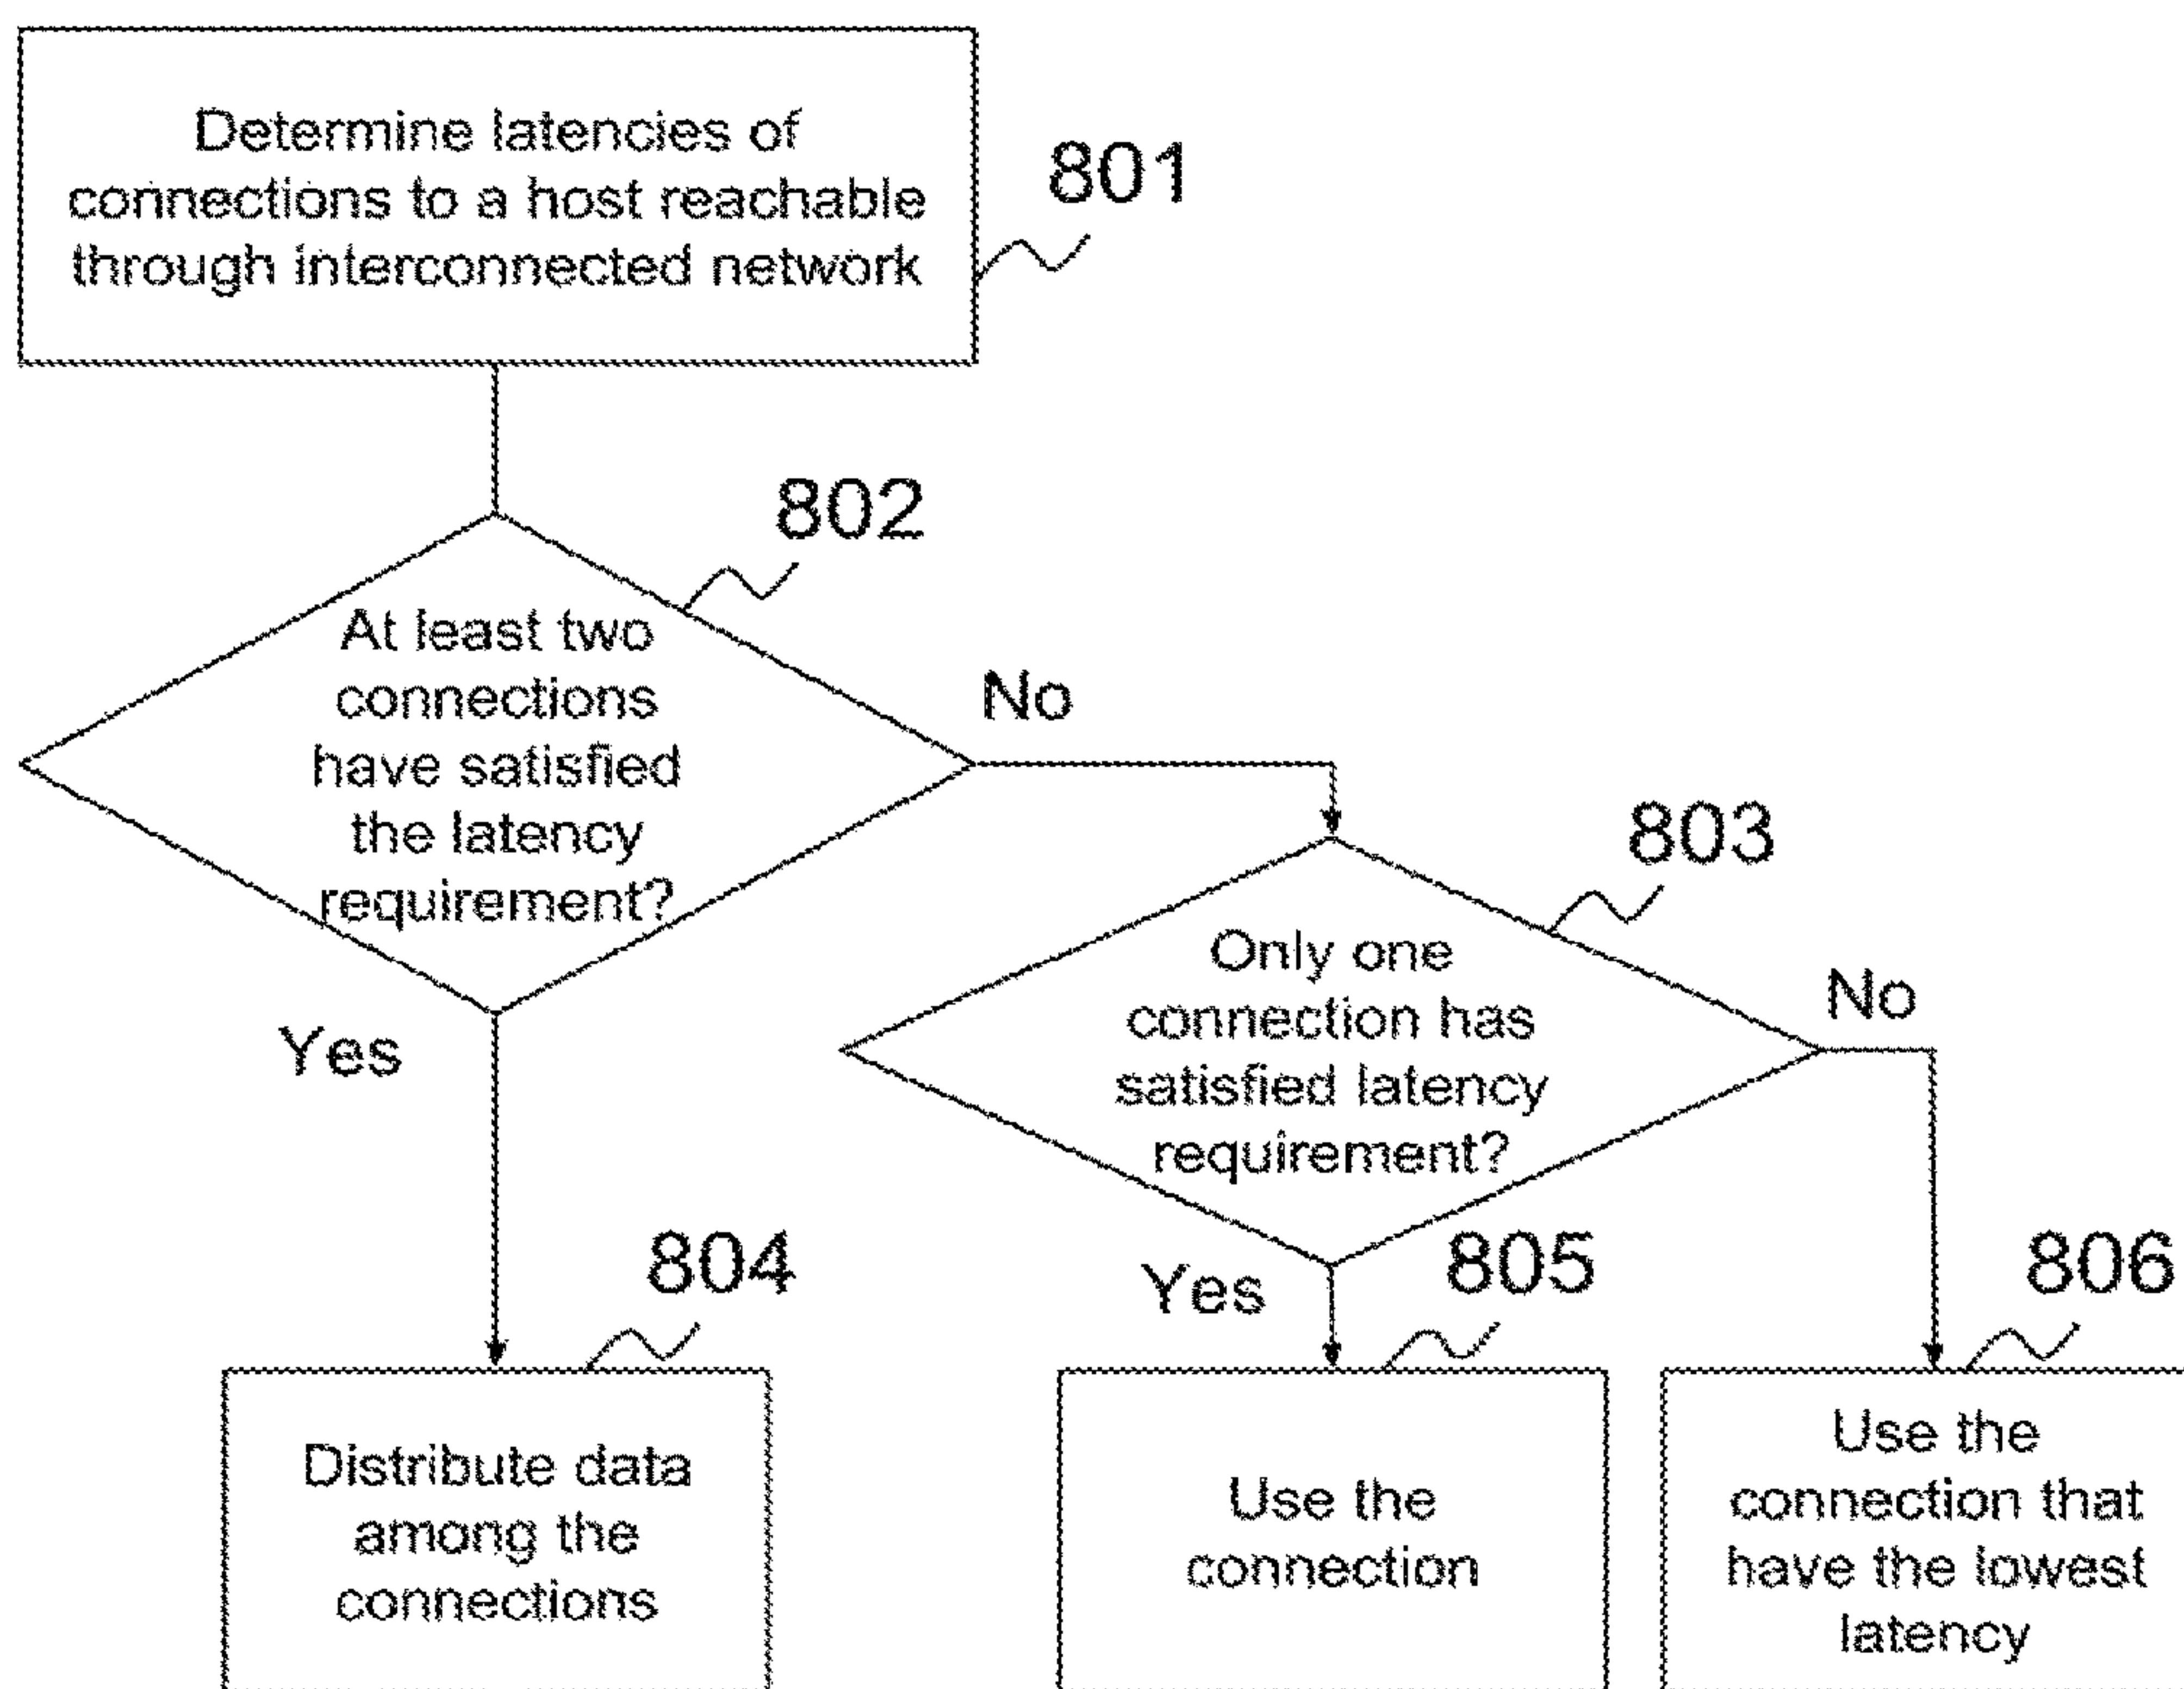 Determine latencies of
connections to a host reachable
through interconnected network
801
802
At least two
connections
have satisfied
the latency
requirement?
No
803
Only one
connection has
satisfied latency
requirement?
No
Yes
Yes
804
805
806
Distribute data
among the
connections
Use the
connection
Use the
connection that
have the lowest
latency